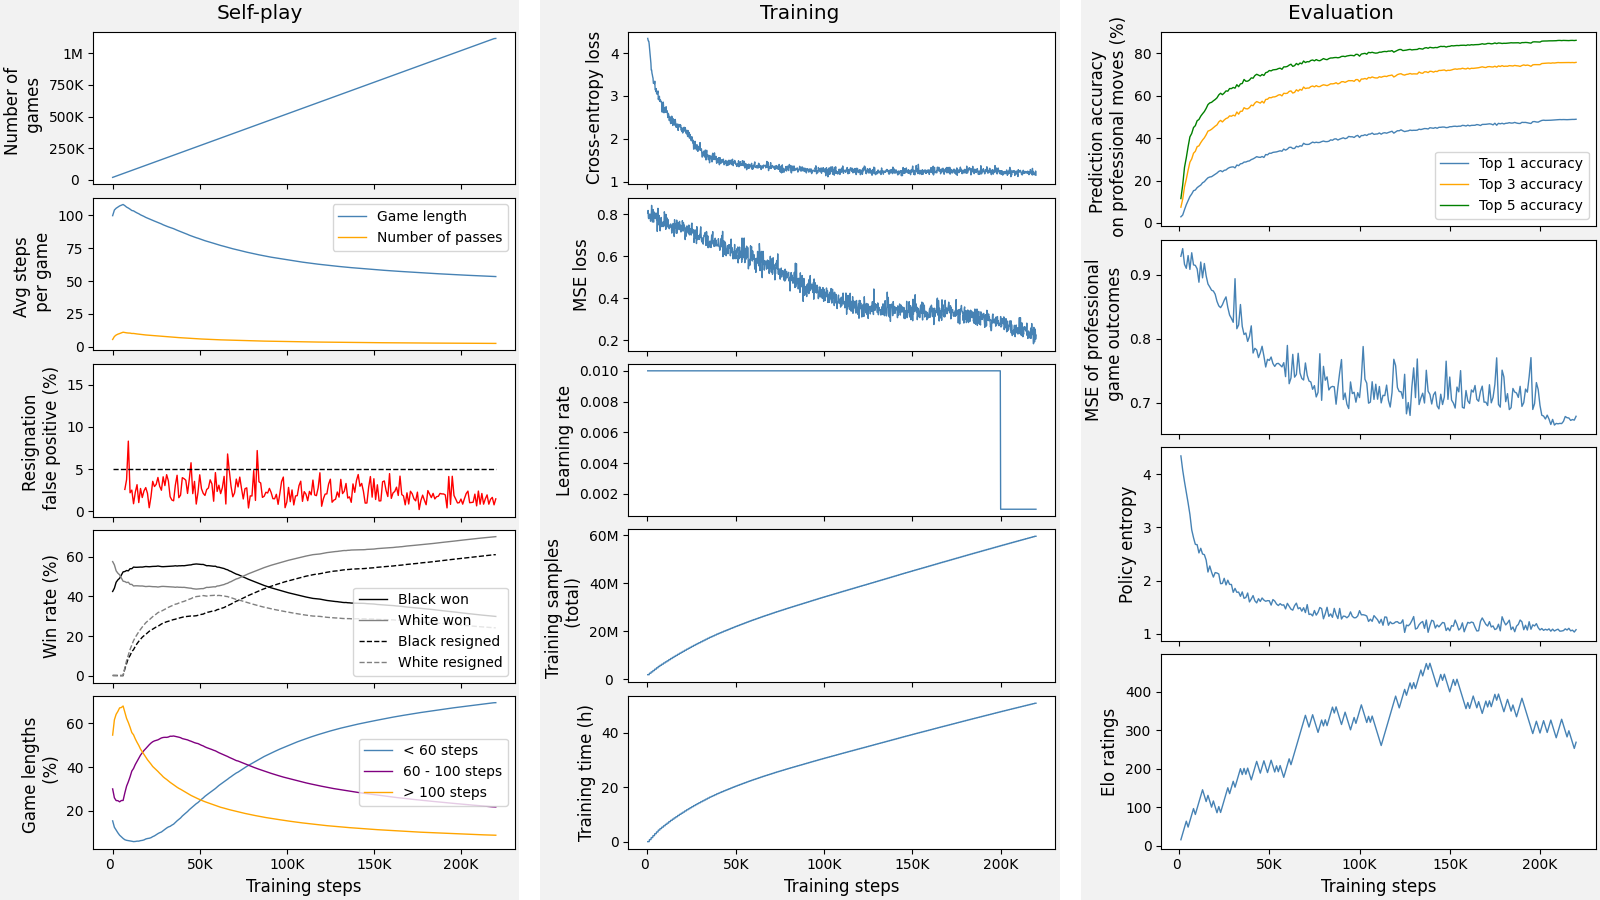 Self-play
Number of
games
1M
750K
500K
250K
0
Avg steps
per game
100
75
50
25
0
Game length
Number of passes
Resignation
false positive (%)
15
10
5
0
Win rate (%)
60
40
20
0
Black won
White won
Black resigned
White resigned
Game lengths
(%)
60
40
20
< 60 steps
60 - 100 steps
> 100 steps
0 50K 100K 150K 200K
Training steps
Training
Cross-entropy loss
4
3
2
1
MSE loss
0.8
0.6
0.4
0.2
Learning rate
0.010
0.008
0.006
0.004
0.002
Training samples
(total)
60M
40M
20M
0
Training time (h)
40
20
0
0 50K 100K 150K 200K
Training steps
Evaluation
Prediction accuracy
on professional moves (%)
80
60
40
20
0
Top 1 accuracy
Top 3 accuracy
Top 5 accuracy
MSE of professional
game outcomes
0.9
0.8
0.7
Policy entropy
4
3
2
1
Elo ratings
400
300
200
100
0
0 50K 100K 150K 200K
Training steps